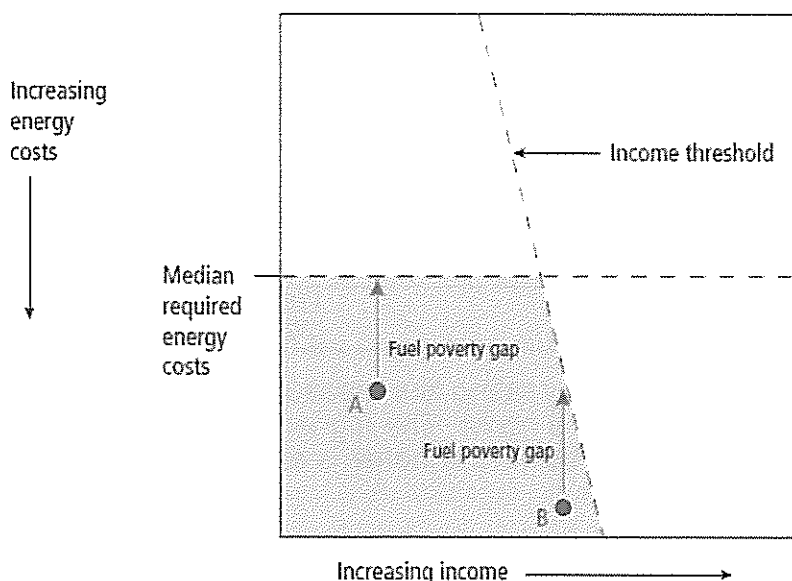 Increasing
energy
costs
Income threshold
Median
required
energy
costs
Fuel poverty gap
A
Fuel poverty gap
B
Increasing income